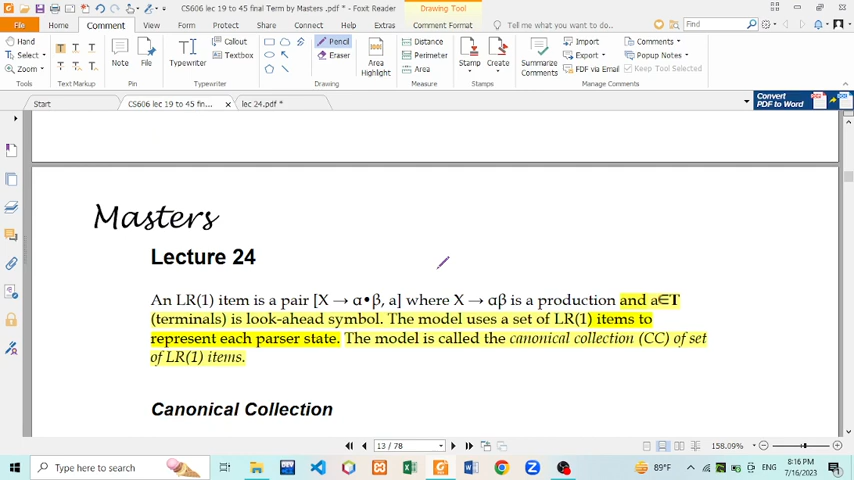 CS606 lec 19 to 45 final Term by Masters .pdf * - Foxit Reader
Drawing Tool
File
Home
Comment
View
Form
Protect
Share
Connect
Help
Extras
Comment Format
Tell me what you want to do...
Find
Hand
Select
Zoom
Tools
Text Markup
Note
File
Pin
Typewriter
Callout
Textbox
Typewriter
Pencil
Eraser
Drawing
Area
Highlight
Distance
Perimeter
Area
Measure
Stamp
Create
Stamps
Summarize
Comments
Import
Export
FDF via Email
Comments
Popup Notes
Keep Tool Selected
Manage Comments
Start
CS606 lec 19 to 45 fin...
lec 24.pdf *
Convert
PDF to Word
Masters
Lecture 24
An LR(1) item is a pair [X → α•β, a] where X → αβ is a production and a∈T
(terminals) is look-ahead symbol. The model uses a set of LR(1) items to
represent each parser state. The model is called the canonical collection (CC) of set
of LR(1) items.
Canonical Collection
13 / 78
158.09%
Type here to search
89°F
ENG
8:16 PM
7/16/2023